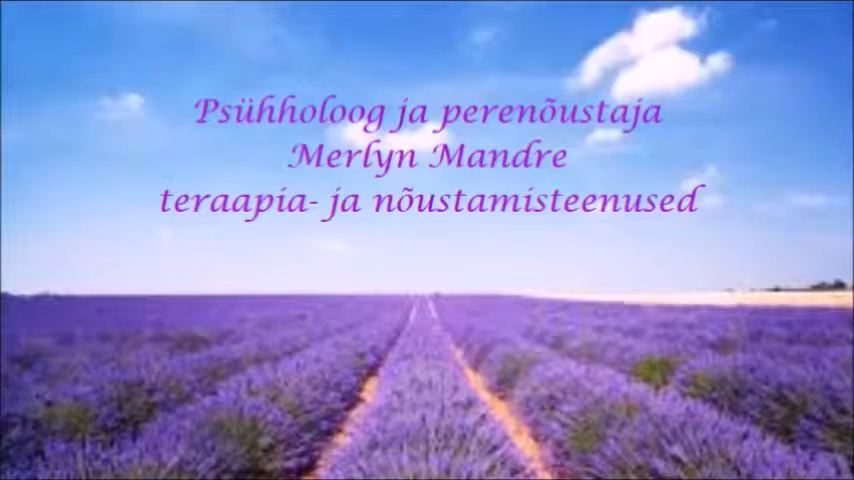 Psühholoog ja perenõustaja
Merlyn Mandre
teraapia- ja nõustamisteenused